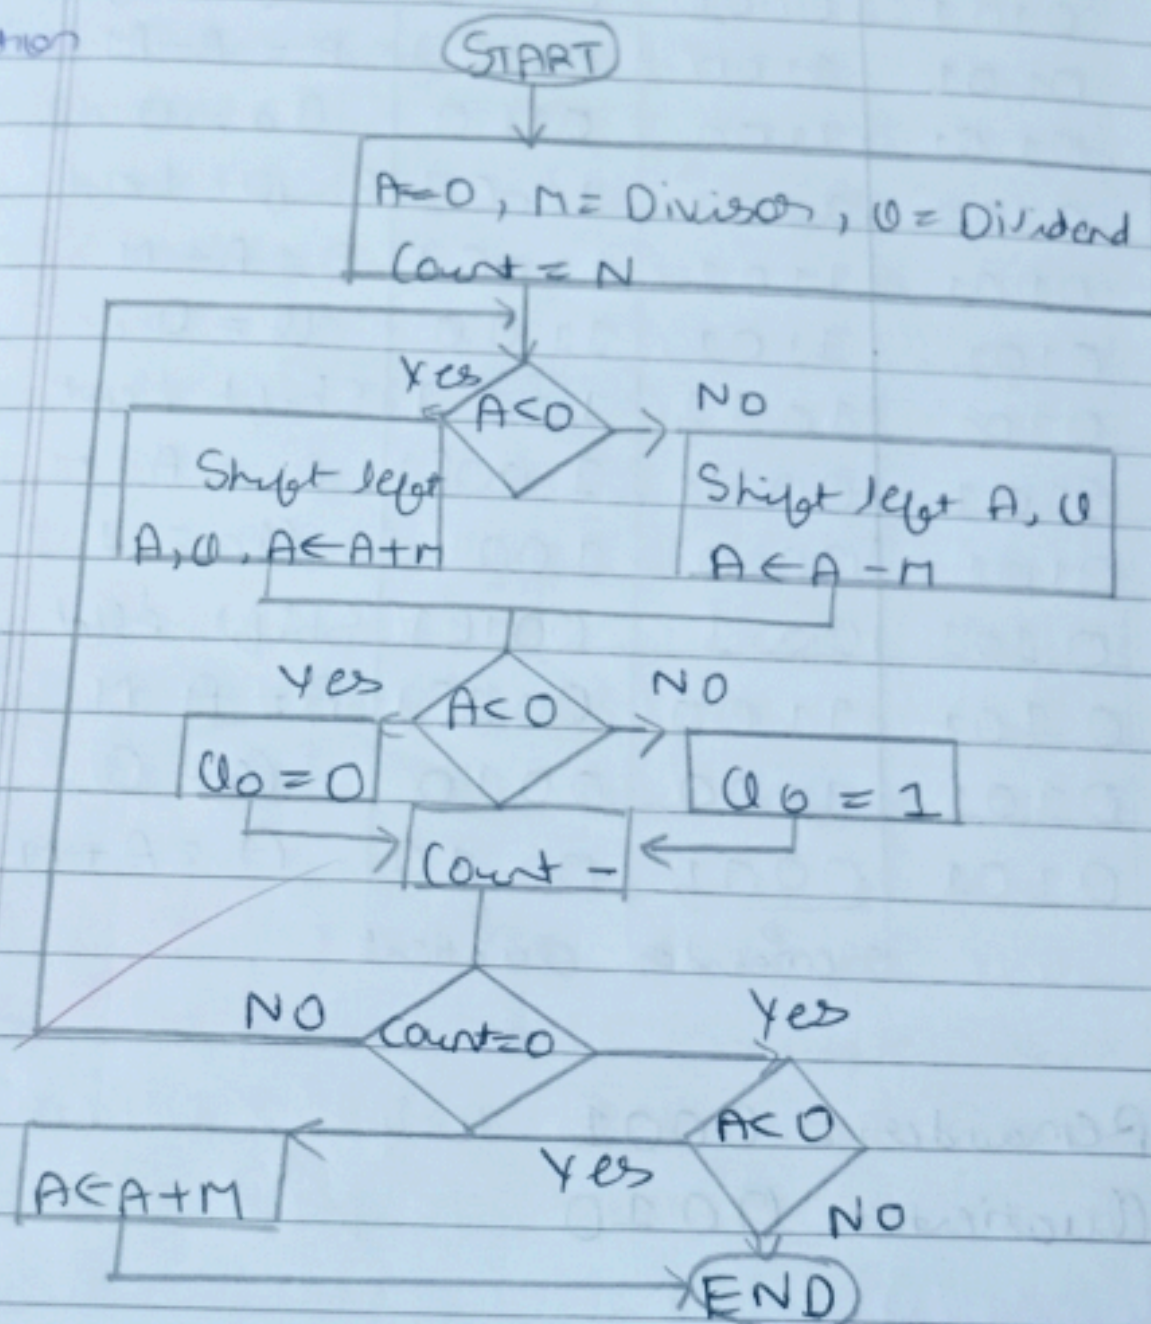 START
A=0, M= Divisor, Q= Dividend
Count = N
Yes
A<0
NO
Shift left
A, Q, A←A+M
Shift left A, Q
A←A-M
Yes
A<0
NO
Q0=0
Q0=1
Count -
NO
Count=0
Yes
A<0
Yes
A←A+M
NO
END